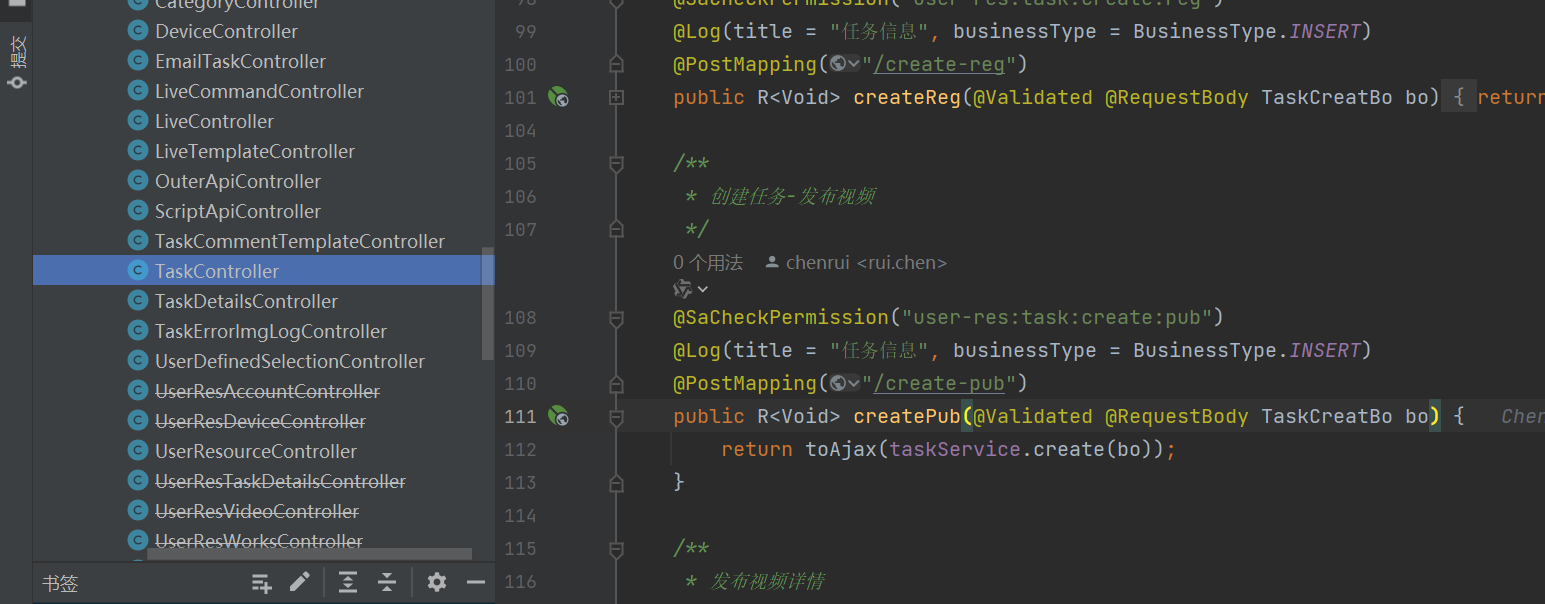 提交
CategoryController
DeviceController
EmailTaskController
LiveCommandController
LiveController
LiveTemplateController
OuterApiController
ScriptApiController
TaskCommentTemplateController
TaskController
TaskDetailsController
TaskErrorImgLogController
UserDefinedSelectionController
UserResAccountController
UserResDeviceController
UserResourceController
UserResTaskDetailsController
UserResVideoController
UserResWorksController
书签
98 @SaCheckPermission("user-res:task:create:reg")
99 @Log(title = "任务信息", businessType = BusinessType.INSERT)
100 @PostMapping("/create-reg")
101 public R<Void> createReg(@Validated @RequestBody TaskCreatBo bo) { return
104
105 /**
106 * 创建任务-发布视频
107 */
0 个用法 chenrui <rui.chen>
108 @SaCheckPermission("user-res:task:create:pub")
109 @Log(title = "任务信息", businessType = BusinessType.INSERT)
110 @PostMapping("/create-pub")
111 public R<Void> createPub(@Validated @RequestBody TaskCreatBo bo) { Chen
112 return toAjax(taskService.create(bo));
113 }
114
115 /**
116 * 发布视频详情